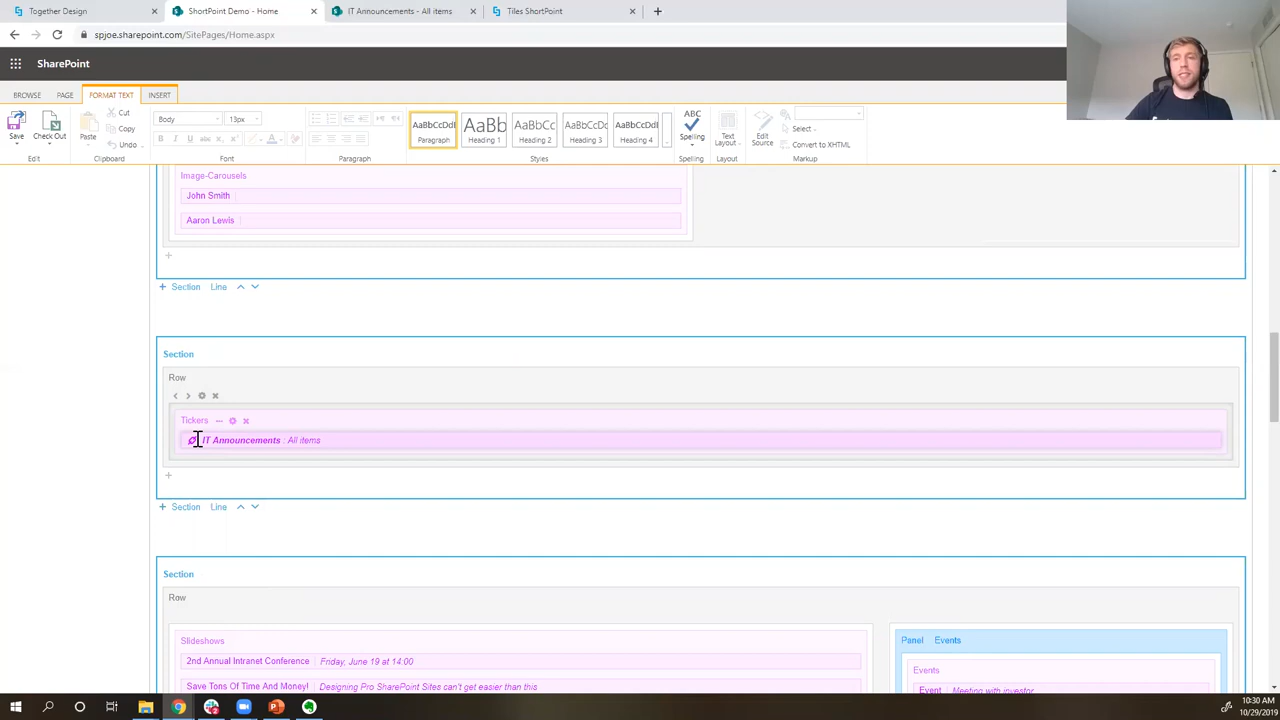 Together Design
ShortPoint Demo - Home
IT Announcements - All items
Tiles ShortPoint
spjoe.sharepoint.com/SitePages/Home.aspx
SharePoint
BROWSE PAGE FORMAT TEXT INSERT
Save
Check Out
Edit
Paste
Cut
Copy
Undo
Clipboard
Body
13px
B I U abc x₂ x²
Font
Paragraph
AaBbCcDdI
Paragraph
AaBb
Heading 1
AaBbCc
Heading 2
AaBbCcDc
Heading 3
AaBbCcDd
Heading 4
Styles
ABC
Spelling
Spelling
Text Layout
Layout
Edit Source
Select
Convert to XHTML
Markup
Image-Carousels
John Smith
Aaron Lewis
+ Section Line
Section
Row
Tickers
IT Announcements : All items
+ Section Line
Section
Row
Slideshows
2nd Annual Intranet Conference Friday, June 19 at 14:00
Save Tons Of Time And Money! Designing Pro SharePoint Sites can't get easier than this
Panel Events
Events
Event Meeting with investor
10:30 AM
10/29/2019